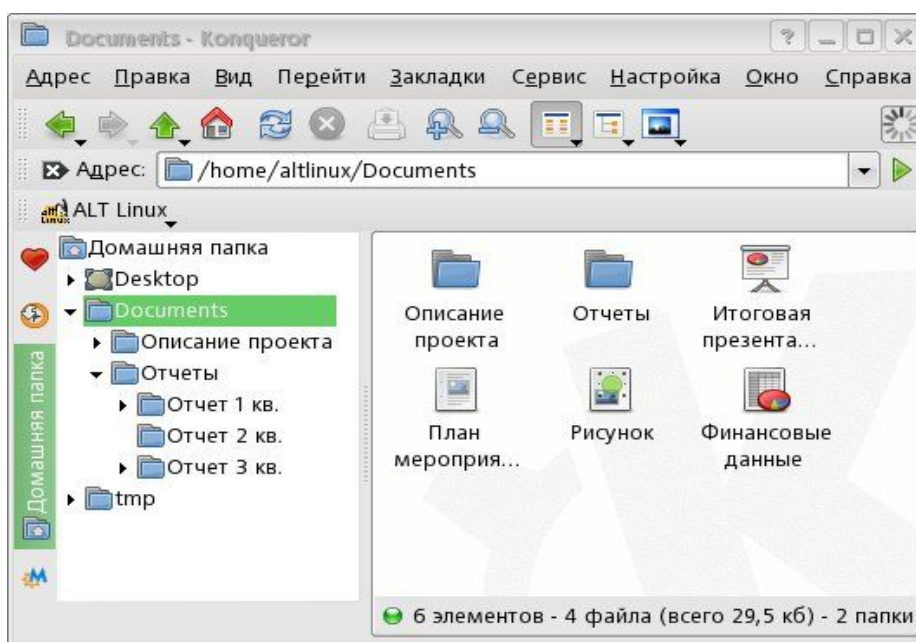 Documents - Konqueror
Адрес Правка Вид Перейти Закладки Сервис Настройка Окно Справка
Адрес: /home/altlinux/Documents
ALT Linux
Домашняя папка
Домашняя папка
Desktop
Documents
Описание проекта
Отчеты
Отчет 1 кв.
Отчет 2 кв.
Отчет 3 кв.
tmp
Описание
проекта
Отчеты
Итоговая
презента...
План
мероприя...
Рисунок
Финансовые
данные
6 элементов - 4 файла (всего 29,5 кб) - 2 папки